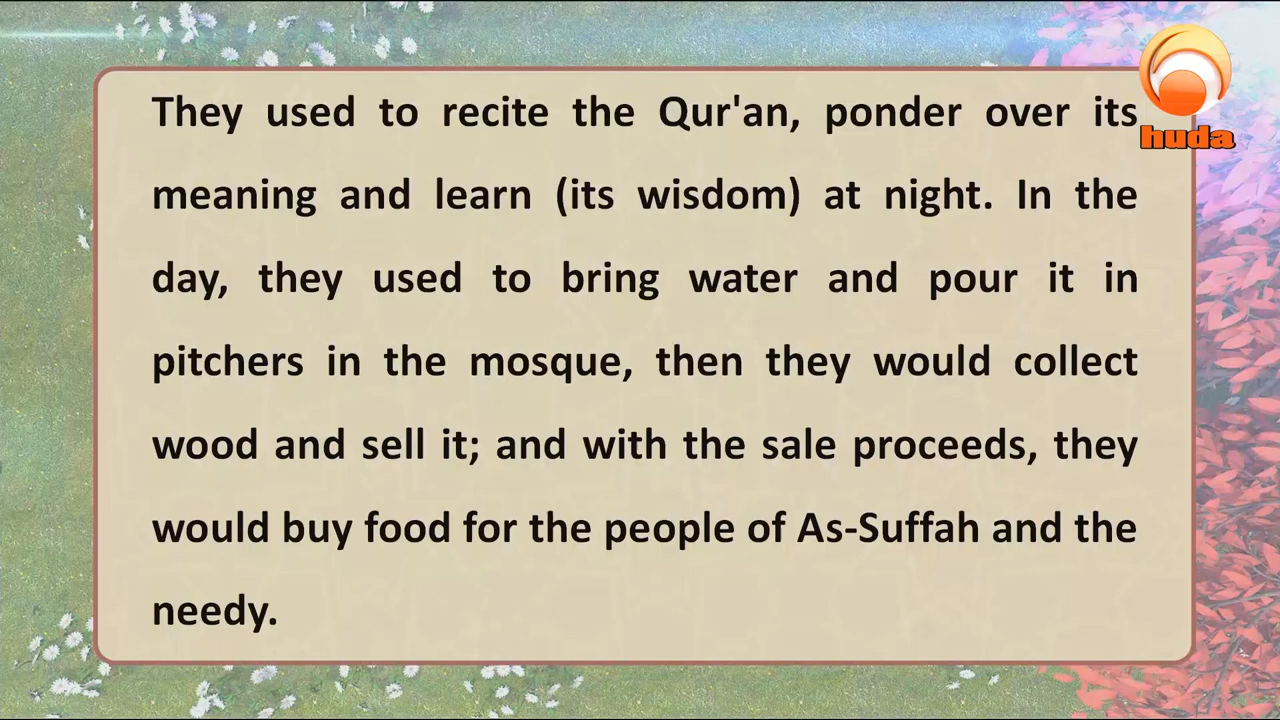 They used to recite the Qur'an, ponder over its
meaning and learn (its wisdom) at night. In the
day, they used to bring water and pour it in
pitchers in the mosque, then they would collect
wood and sell it; and with the sale proceeds, they
would buy food for the people of As-Suffah and the
needy.
huda